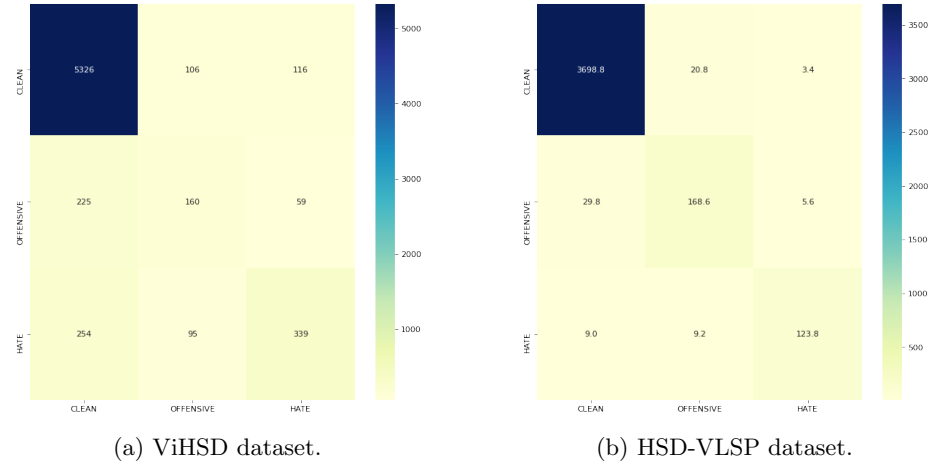 CLEAN 5326 106 116
OFFENSIVE 225 160 59
HATE 254 95 339
CLEAN OFFENSIVE HATE
5000
4000
3000
2000
1000
(a) ViHSD dataset.
CLEAN 3698.8 20.8 3.4
OFFENSIVE 29.8 168.6 5.6
HATE 9.0 9.2 123.8
CLEAN OFFENSIVE HATE
3500
3000
2500
2000
1500
1000
500
(b) HSD-VLSP dataset.